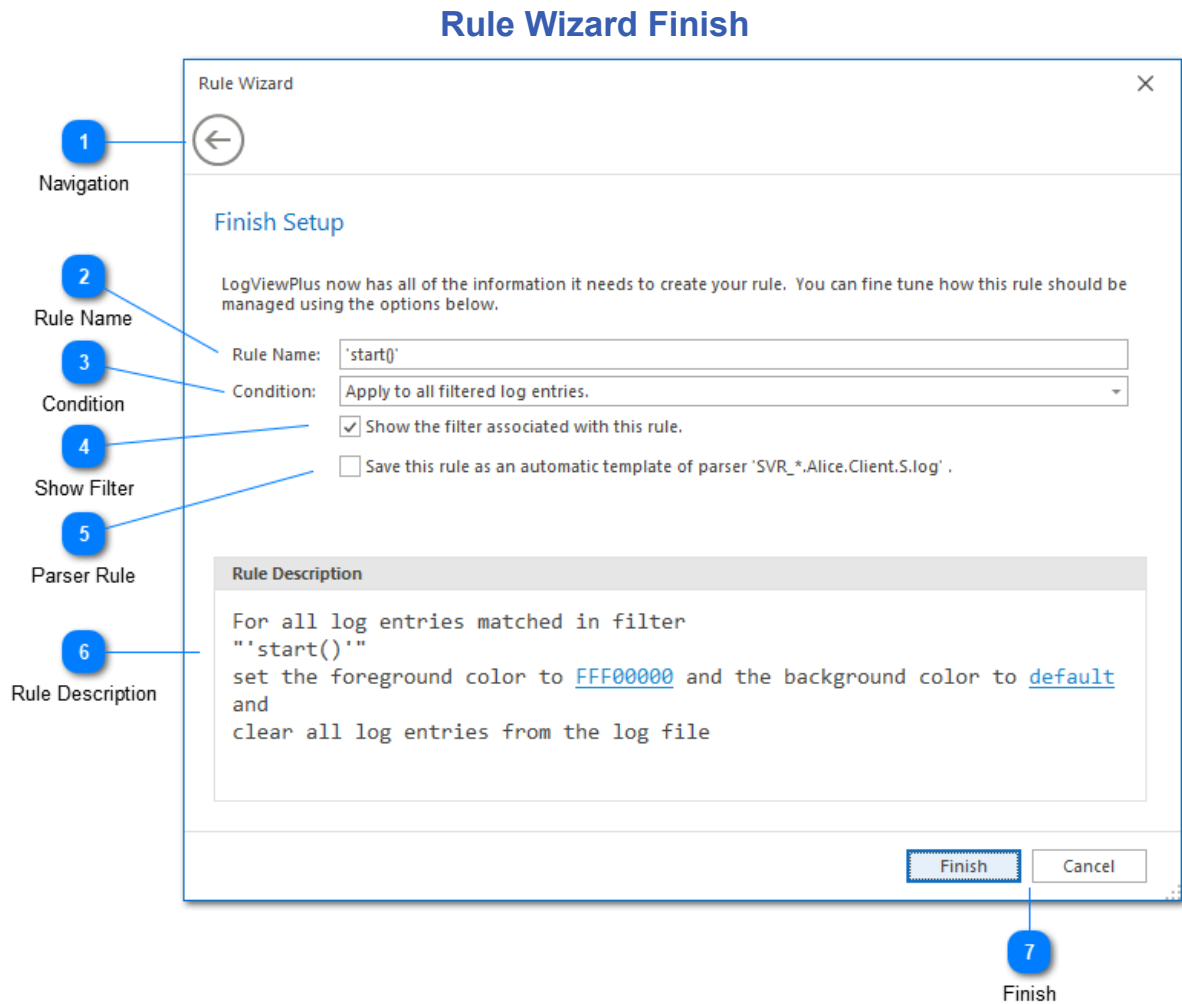 Rule Wizard Finish
Rule Wizard
1
Navigation
Finish Setup
2
Rule Name
LogViewPlus now has all of the information it needs to create your rule.  You can fine tune how this rule should be
managed using the options below.
3
Condition
Rule Name: 'start()'
Condition: Apply to all filtered log entries.
4
Show Filter
Show the filter associated with this rule.
Save this rule as an automatic template of parser 'SVR_*.Alice.Client.S.log' .
5
Parser Rule
Rule Description
6
Rule Description
For all log entries matched in filter
"'start()'"
set the foreground color to FFF00000 and the background color to default
and
clear all log entries from the log file
Finish Cancel
7
Finish